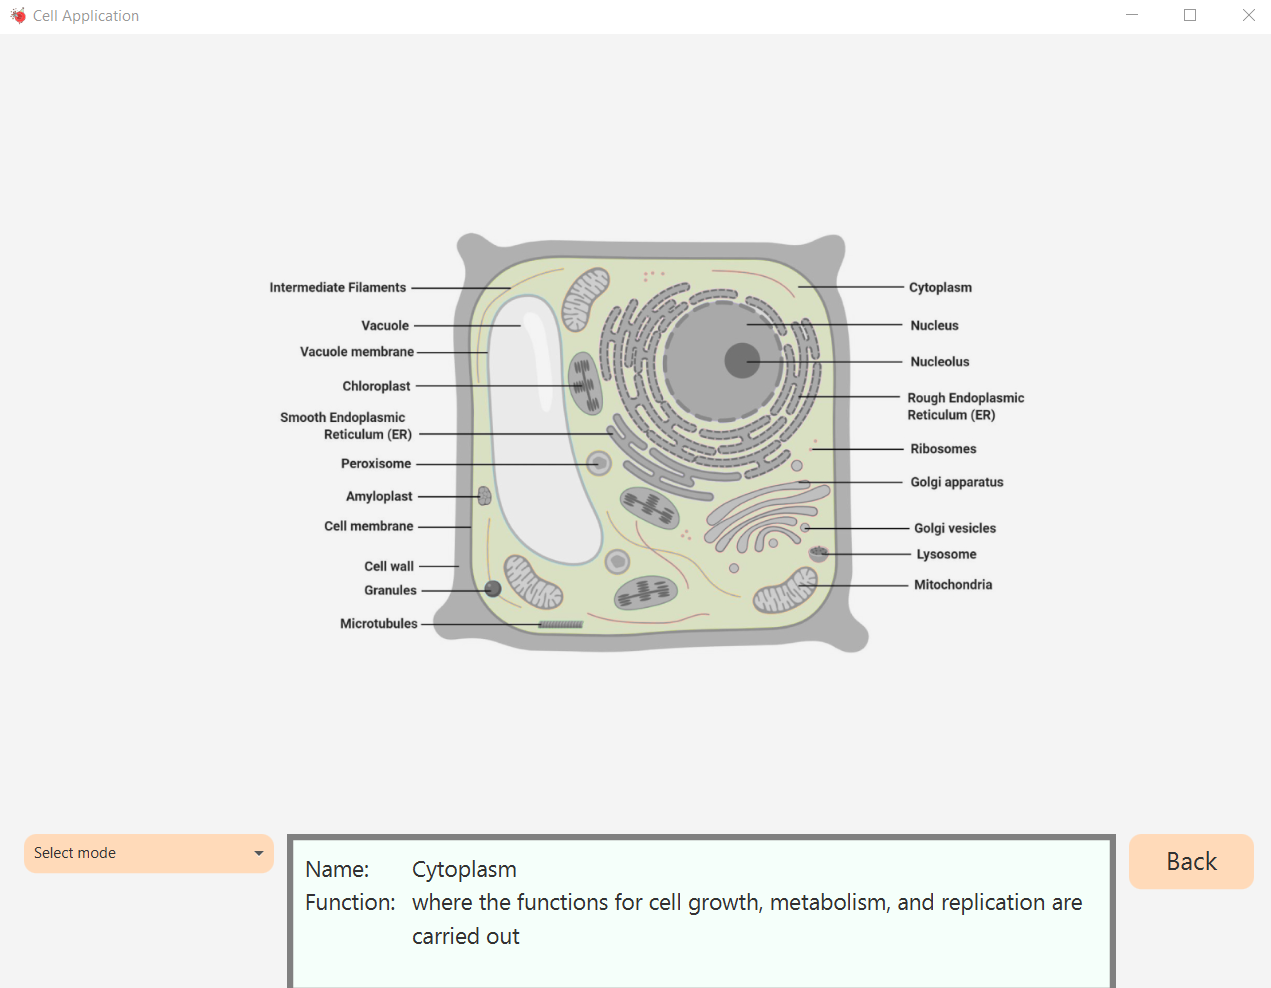 Cell Application
Intermediate Filaments
Vacuole
Vacuole membrane
Chloroplast
Smooth Endoplasmic
Reticulum (ER)
Peroxisome
Amyloplast
Cell membrane
Cell wall
Granules
Microtubules
Cytoplasm
Nucleus
Nucleolus
Rough Endoplasmic
Reticulum (ER)
Ribosomes
Golgi apparatus
Golgi vesicles
Lysosome
Mitochondria
Select mode
Name: Cytoplasm
Function: where the functions for cell growth, metabolism, and replication are
carried out
Back